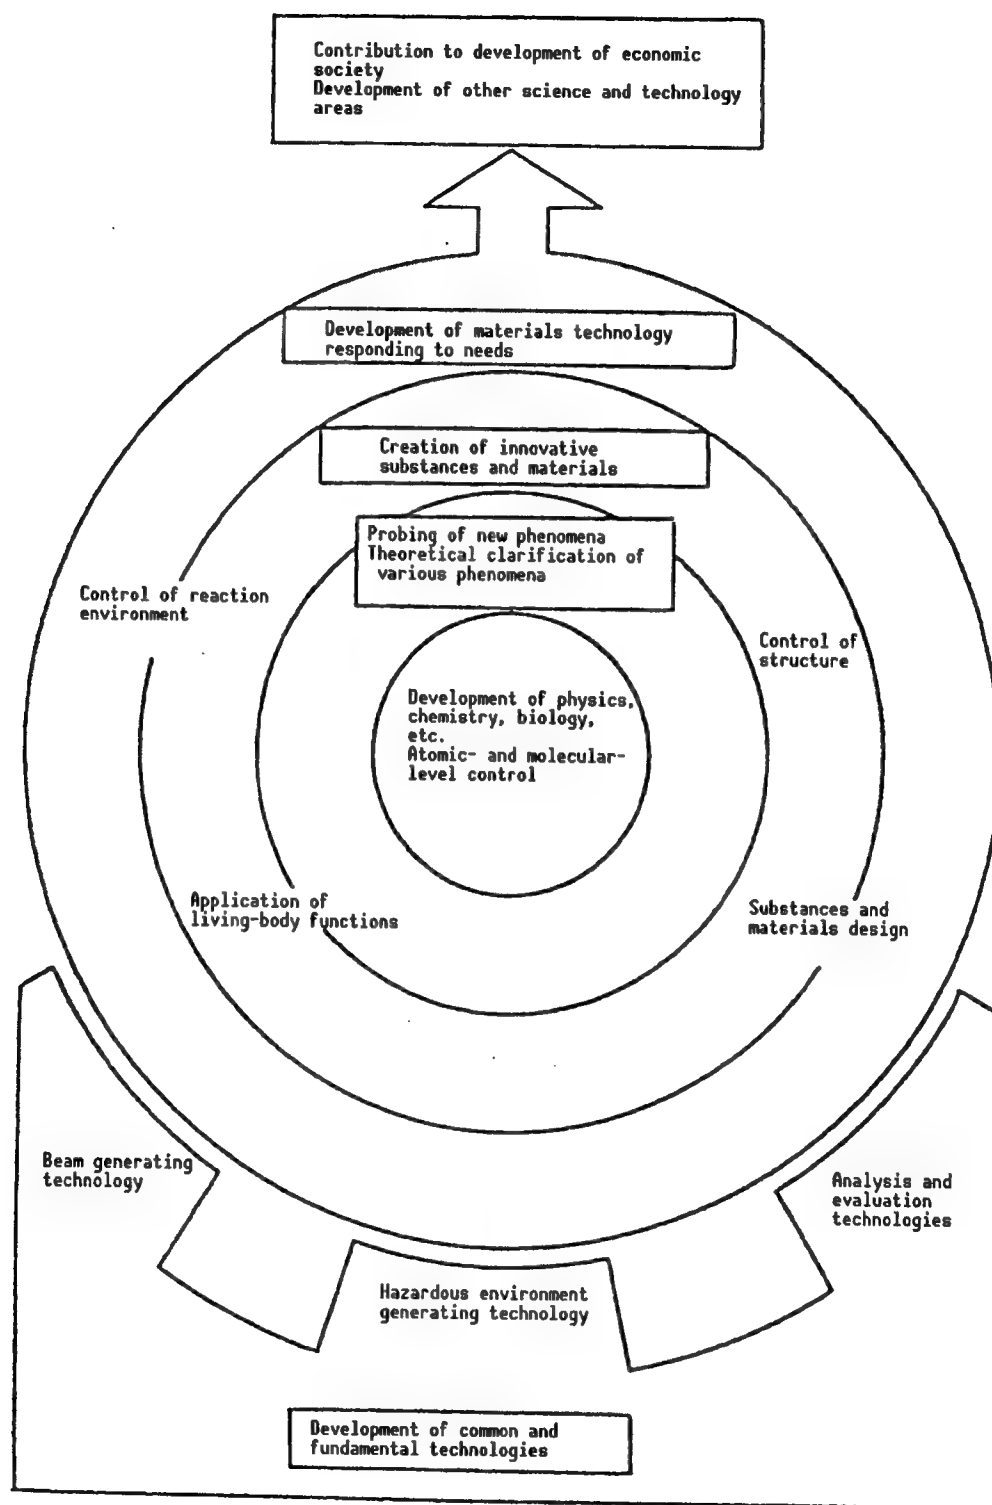 Contribution to development of economic
society
Development of other science and technology
areas
Development of materials technology
responding to needs
Creation of innovative
substances and materials
Probing of new phenomena
Theoretical clarification of
various phenomena
Control of reaction
environment
Control of
structure
Development of physics,
chemistry, biology,
etc.
Atomic- and molecular-
level control
Application of
living-body functions
Substances and
materials design
Beam generating
technology
Analysis and
evaluation
technologies
Hazardous environment
generating technology
Development of common and
fundamental technologies